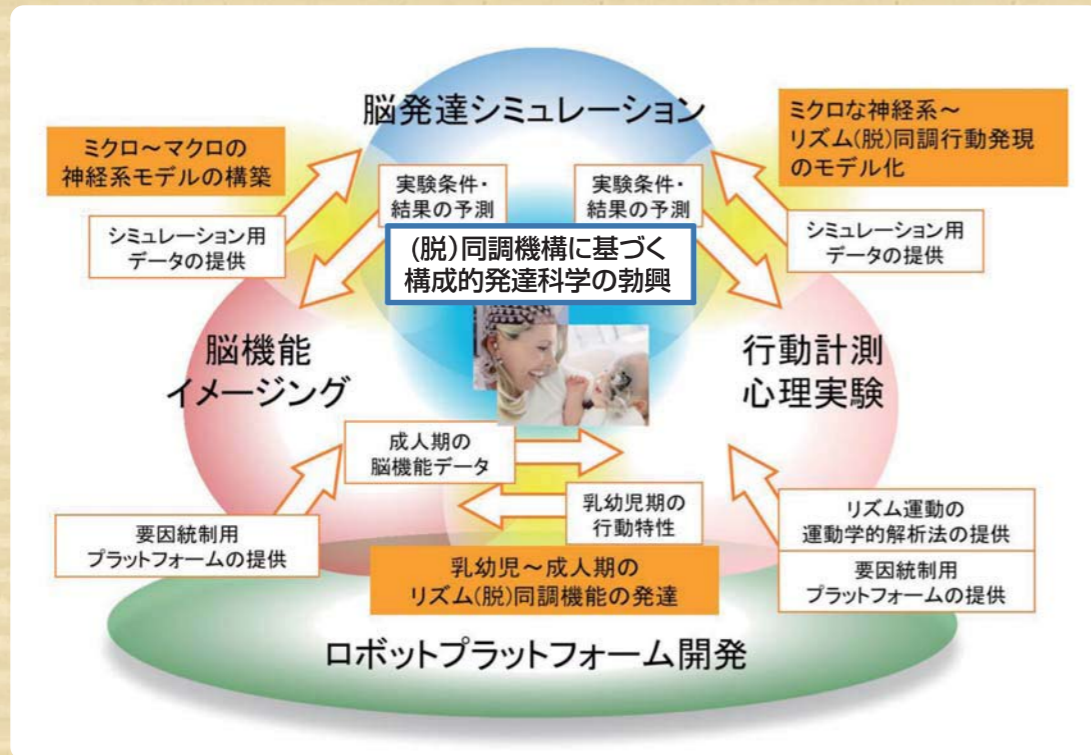 脳発達シミュレーション
ミクロ～マクロの
神経系モデルの構築
ミクロな神経系～
リズム(脱)同調行動発現
のモデル化
実験条件・
結果の予測
実験条件・
結果の予測
シミュレーション用
データの提供
シミュレーション用
データの提供
(脱)同調機構に基づく
構成的発達科学の勃興
脳機能
イメージング
行動計測
心理実験
成人期の
脳機能データ
乳幼児期の
行動特性
要因統制用
プラットフォームの提供
リズム運動の
運動学的解析法の提供
要因統制用
プラットフォームの提供
乳幼児～成人期の
リズム(脱)同調機能の発達
ロボットプラットフォーム開発